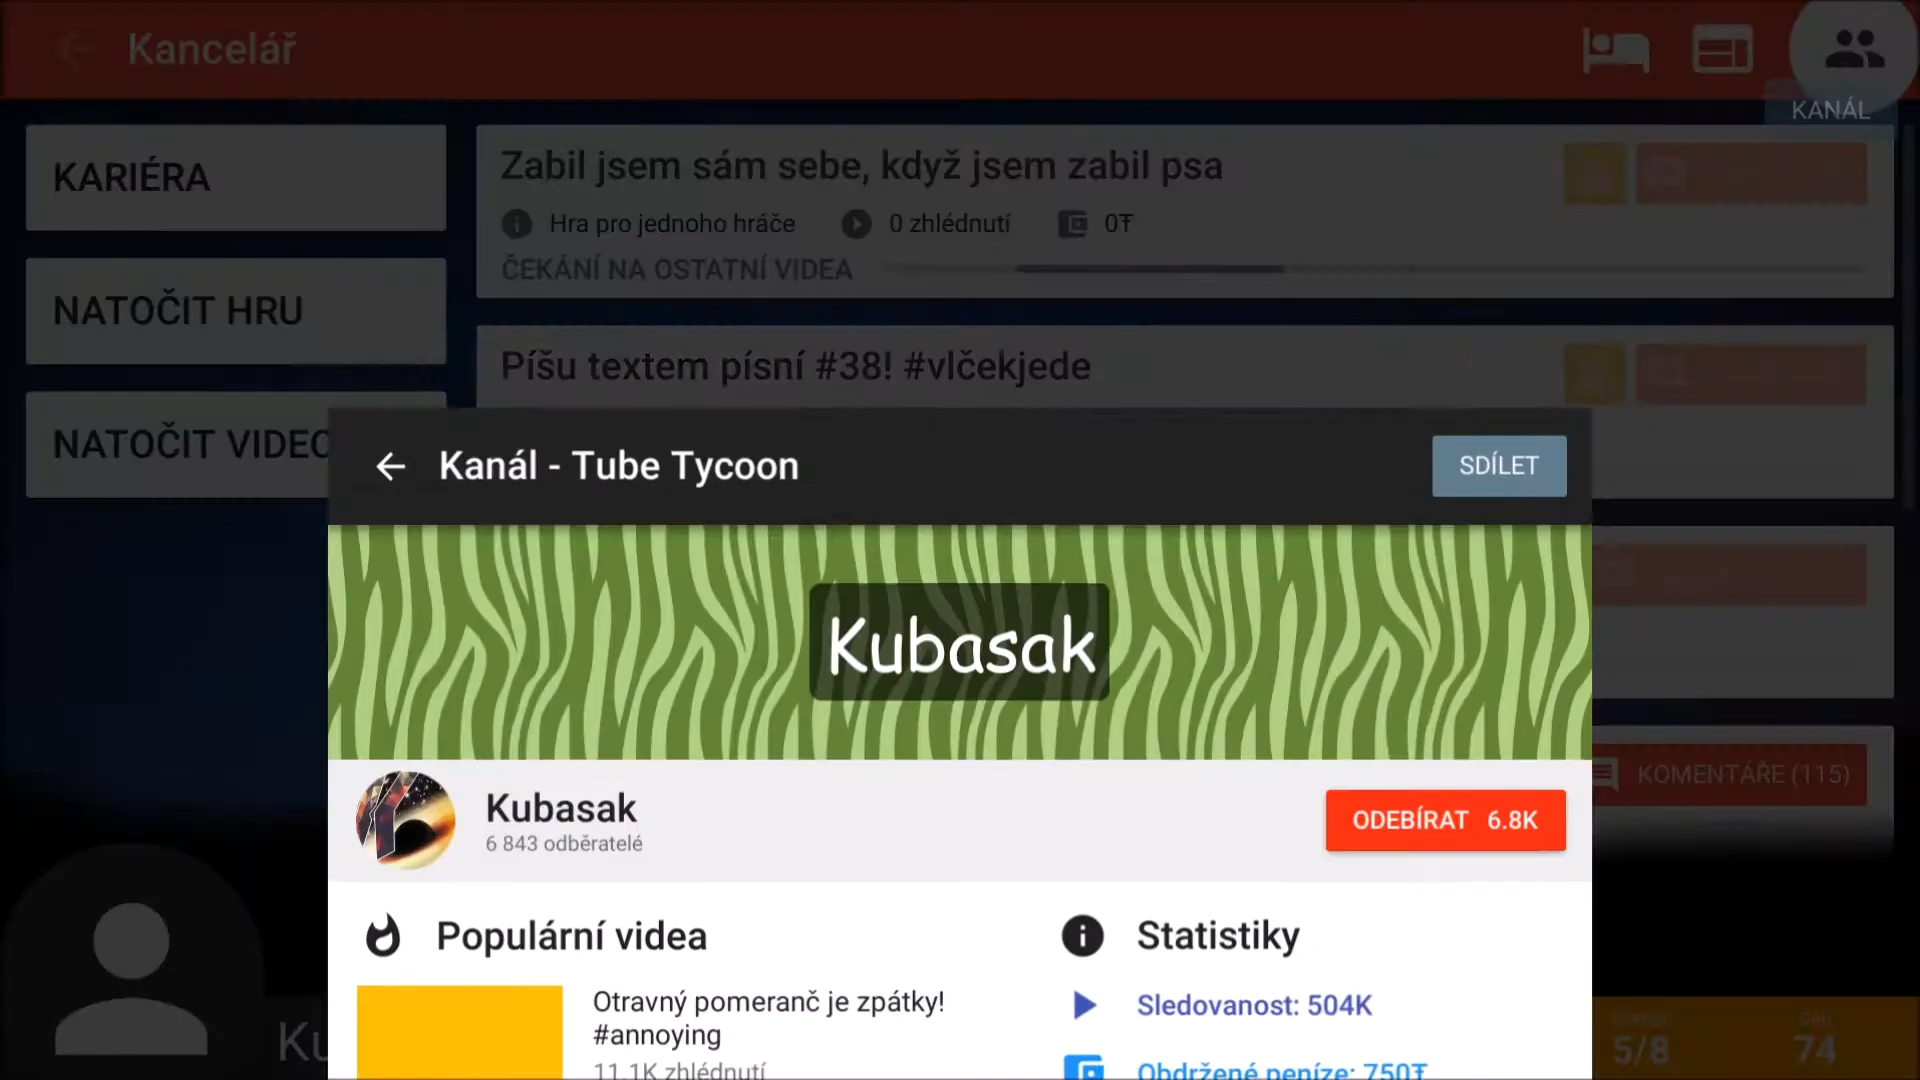 Kancelář
KANÁL
KARIÉRA
NATOČIT HRU
NATOČIT VIDEO
Zabil jsem sám sebe, když jsem zabil psa
Hra pro jednoho hráče 0 zhlédnutí 0Ŧ
ČEKÁNÍ NA OSTATNÍ VIDEA
Píšu textem písní #38! #vlčekjede
Kanál - Tube Tycoon
SDÍLET
Kubasak
KOMENTÁŘE (115)
Kubasak
6 843 odběratelé
ODEBÍRAT 6.8K
Populární videa
Otravný pomeranč je zpátky!
#annoying
11.1K zhlédnutí
Statistiky
Sledovanost: 504K
Obdržené peníze: 750Ŧ
Ku
5/8
74